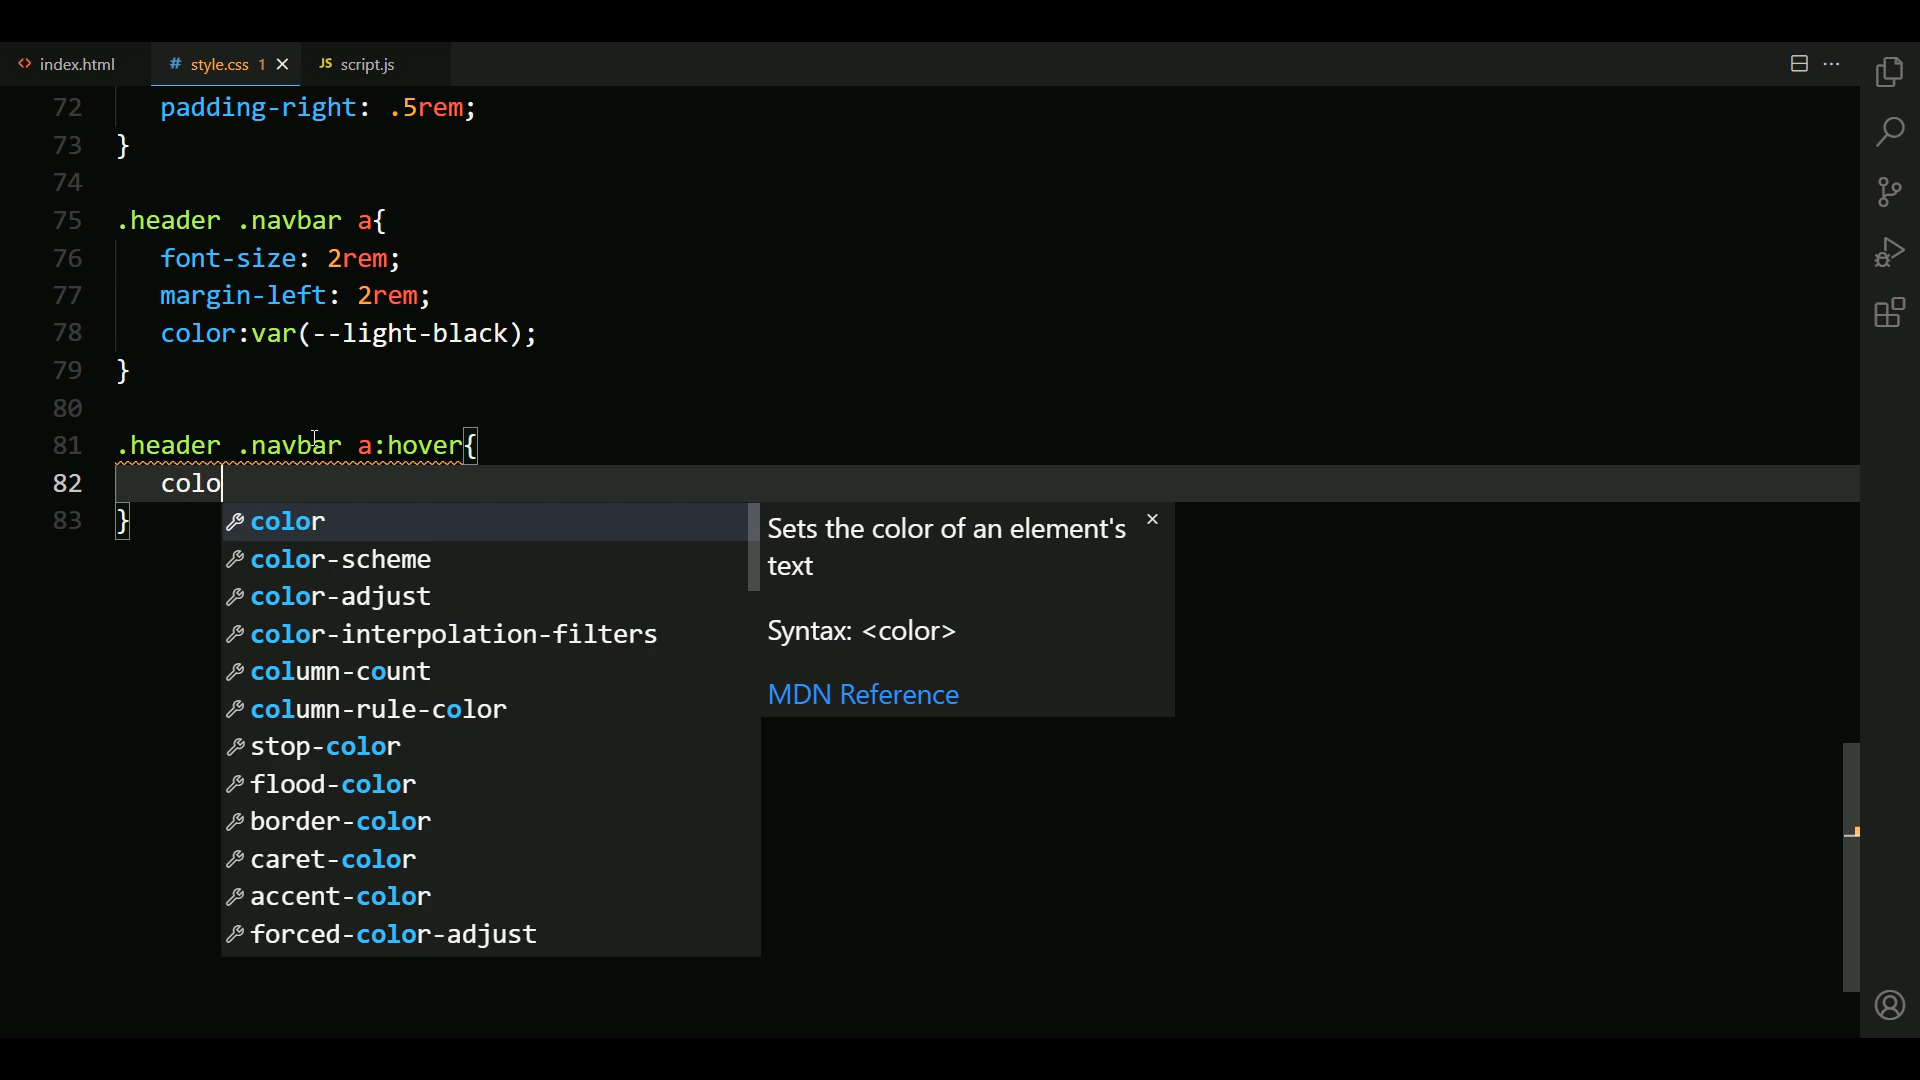 <> index.html # style.css 1 × JS script.js ···
72 padding-right: .5rem;
73 }
74
75 .header .navbar a{
76 font-size: 2rem;
77 margin-left: 2rem;
78 color:var(--light-black);
79 }
80
81 .header .navbar a:hover{
82 colo
83 }
color
color-scheme
color-adjust
color-interpolation-filters
column-count
column-rule-color
stop-color
flood-color
border-color
caret-color
accent-color
forced-color-adjust
Sets the color of an element's ×
text
Syntax: <color>
MDN Reference